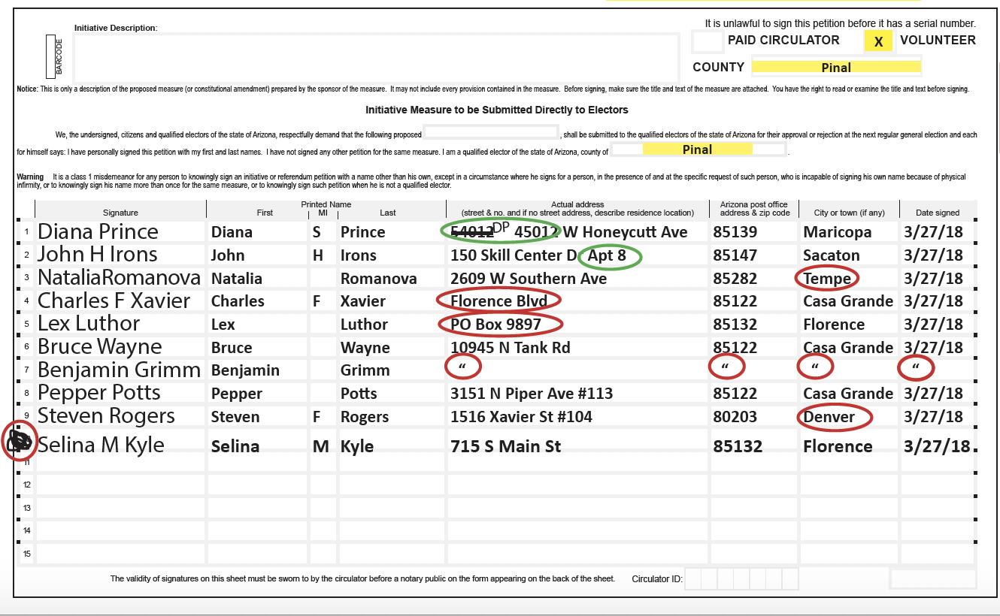 It is unlawful to sign this petition before it has a serial number.
Initiative Description:
BARCODE
PAID CIRCULATOR X VOLUNTEER
COUNTY Pinal
Notice: This is only a description of the proposed measure (or constitutional amendment) prepared by the sponsor of the measure. It may not include every provision contained in the measure. Before signing, make sure the title and text of the measure are attached. You have the right to read or examine the title and text before signing.
Initiative Measure to be Submitted Directly to Electors
We, the undersigned, citizens and qualified electors of the state of Arizona, respectfully demand that the following proposed , shall be submitted to the qualified electors of the state of Arizona for their approval or rejection at the next regular general election and each
for himself says: I have personally signed this petition with my first and last names. I have not signed any other petition for the same measure. I am a qualified elector of the state of Arizona, county of Pinal .
Warning It is a class 1 misdemeanor for any person to knowingly sign an initiative or referendum petition with a name other than his own, except in a circumstance where he signs for a person, in the presence of and at the specific request of such person, who is incapable of signing his own name because of physical
infirmity, or to knowingly sign his name more than once for the same measure, or to knowingly sign such petition when he is not a qualified elector.
Printed Name Actual address Arizona post office
Signature First MI Last (street & no. and if no street address, describe residence location) address & zip code City or town (if any) Date signed
1 Diana Prince Diana S Prince 54012 DP 45012 W Honeycutt Ave 85139 Maricopa 3/27/18
2 John H Irons John H Irons 150 Skill Center D Apt 8 85147 Sacaton 3/27/18
3 NataliaRomanova Natalia Romanova 2609 W Southern Ave 85282 Tempe 3/27/18
4 Charles F Xavier Charles F Xavier Florence Blvd 85122 Casa Grande 3/27/18
5 Lex Luthor Lex Luthor PO Box 9897 85132 Florence 3/27/18
6 Bruce Wayne Bruce Wayne 10945 N Tank Rd 85122 Casa Grande 3/27/18
7 Benjamin Grimm Benjamin Grimm “ “ “ “
8 Pepper Potts Pepper Potts 3151 N Piper Ave #113 85122 Casa Grande 3/27/18
9 Steven Rogers Steven F Rogers 1516 Xavier St #104 80203 Denver 3/27/18
Selina M Kyle Selina M Kyle 715 S Main St 85132 Florence 3/27/18
11
12
13
14
15
The validity of signatures on this sheet must be sworn to by the circulator before a notary public on the form appearing on the back of the sheet. Circulator ID: